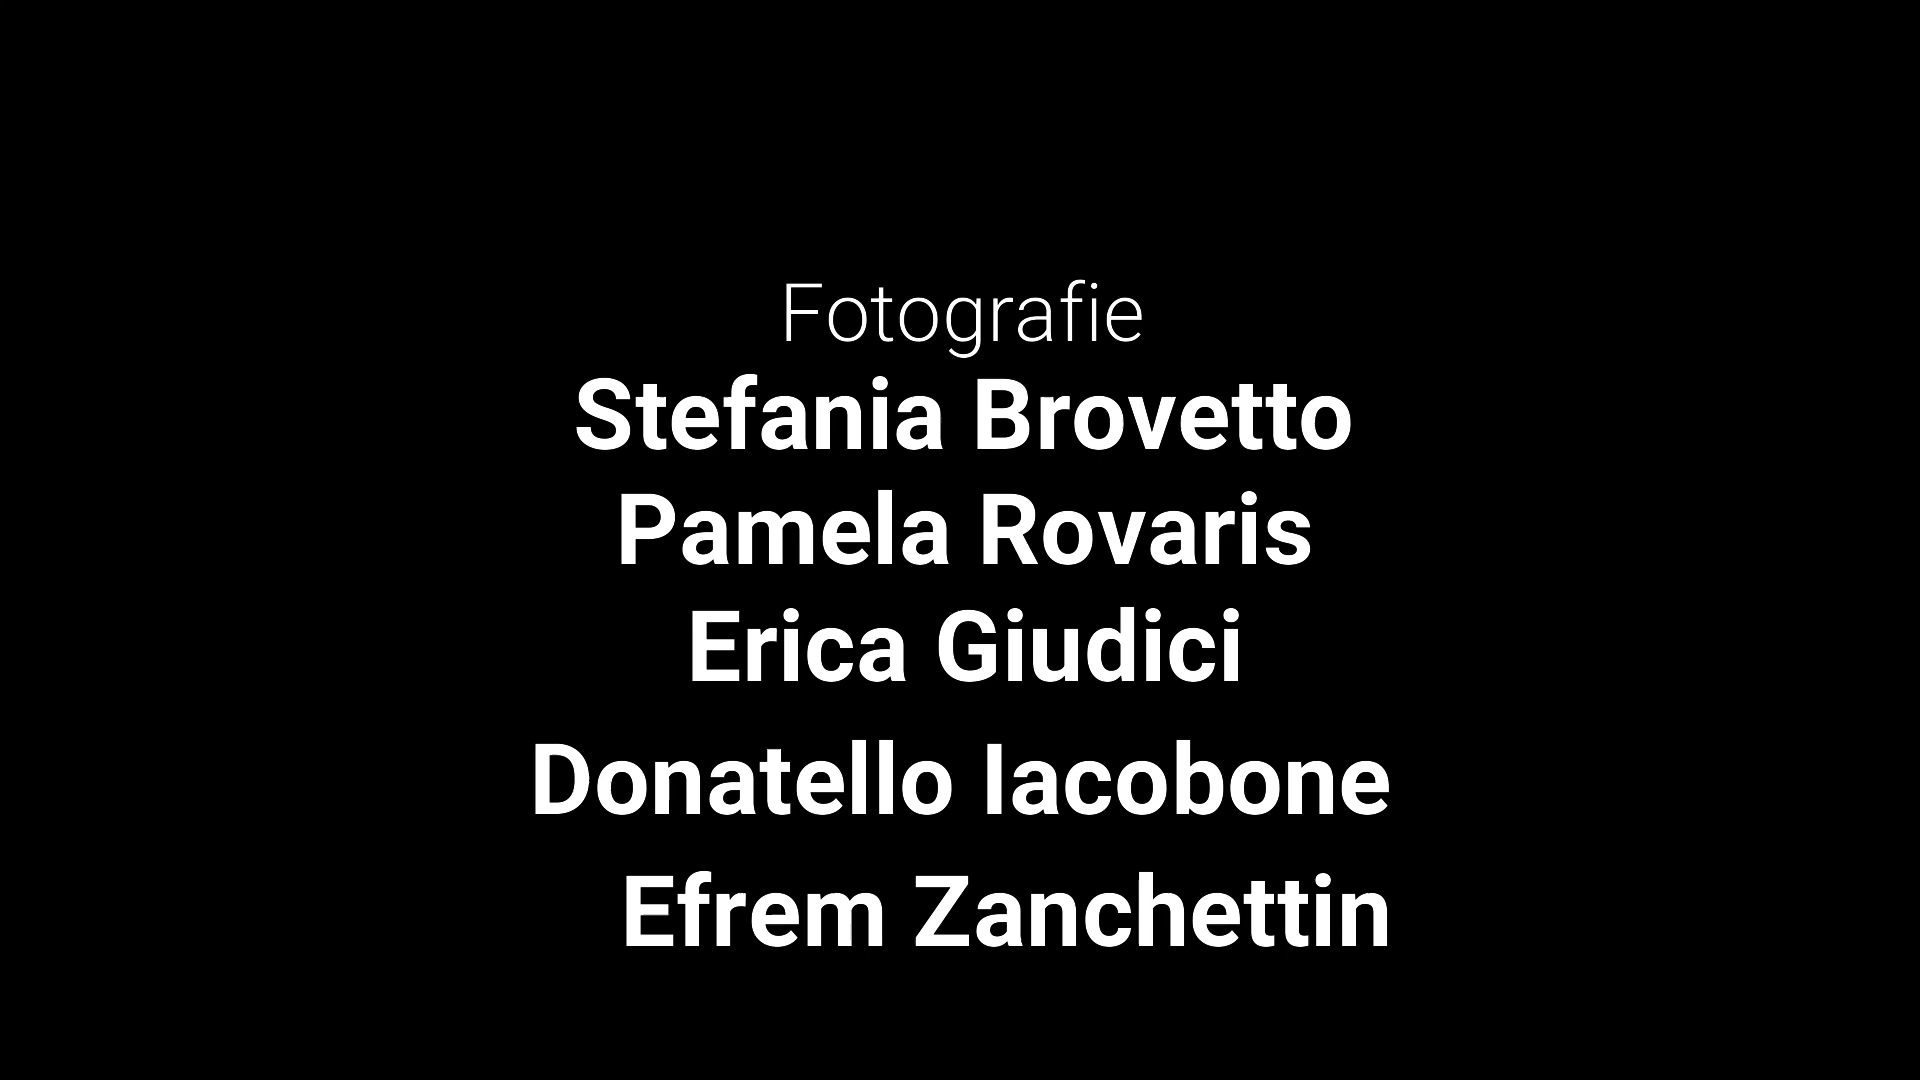 Fotografie
Stefania Brovetto
Pamela Rovaris
Erica Giudici
Donatello Iacobone
Efrem Zanchettin